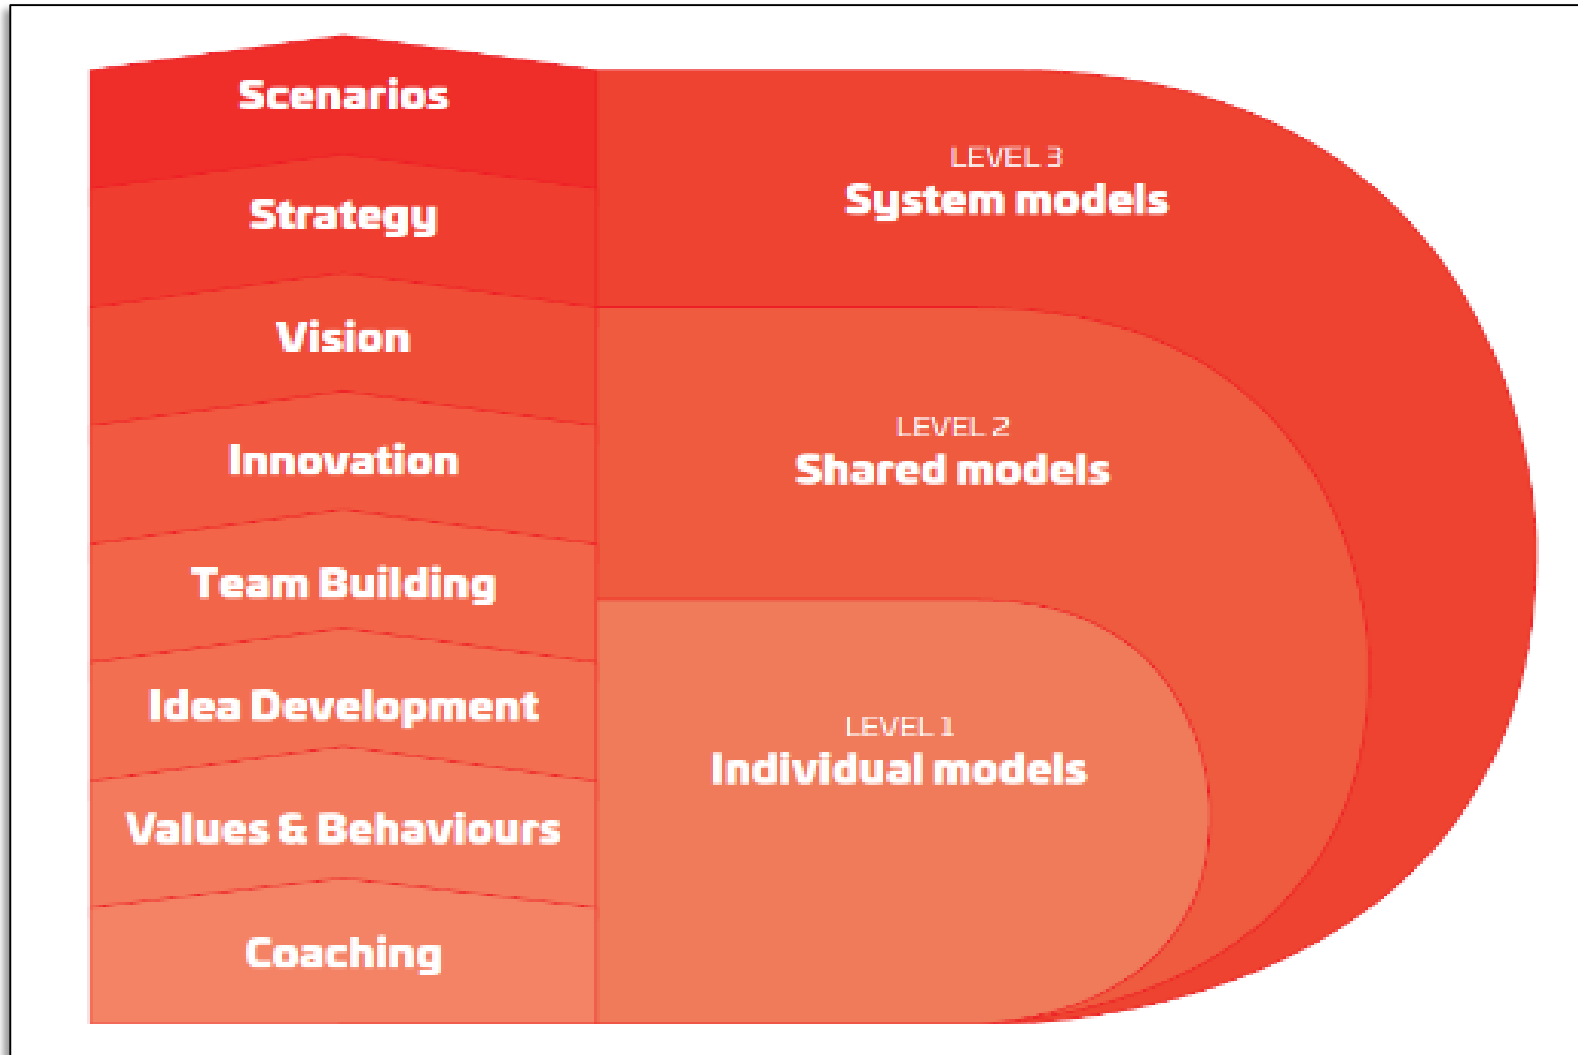 Scenarios
Strategy
Vision
Innovation
Team Building
Idea Development
Values & Behaviours
Coaching
LEVEL 3
System models
LEVEL 2
Shared models
LEVEL 1
Individual models